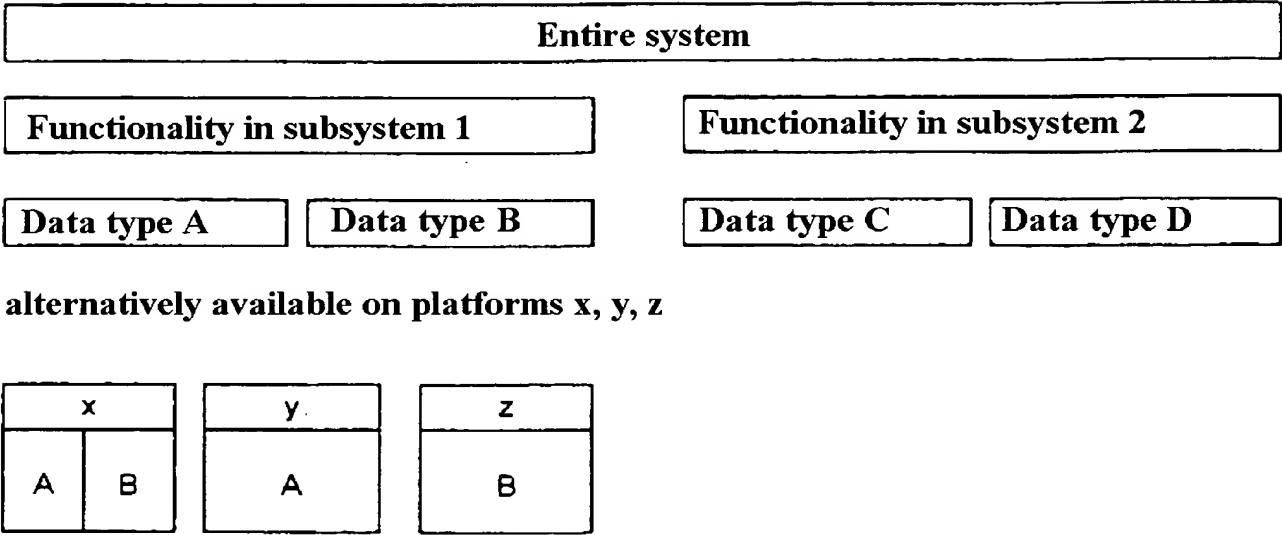 Entire system
Functionality in subsystem 1 Functionality in subsystem 2
Data type A Data type B Data type C Data type D
alternatively available on platforms x, y, z
x y z
A B A B